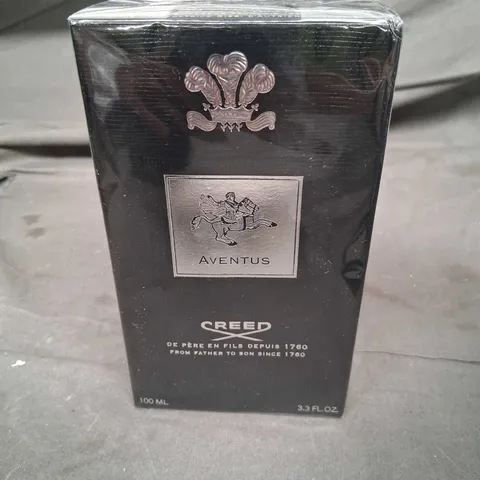 AVENTUS
CREED
DE PÈRE EN FILS DEPUIS 1760
FROM FATHER TO SON SINCE 1760
100 ML
3.3 FL.OZ.